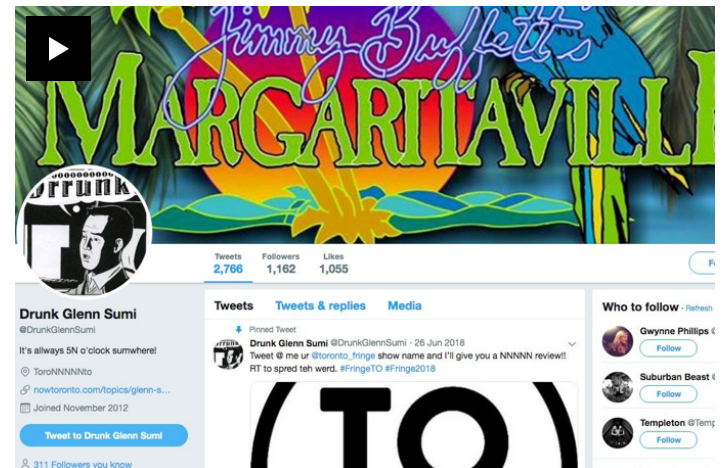 Jimmy Buffett's
MARGARITAVILL
Drrunk
Tweets Followers Likes
2,766 1,162 1,055
Drunk Glenn Sumi
@DrunkGlennSumi
It's allways 5N o'clock sumwhere!
ToroNNNNNto
nowtoronto.com/topics/glenn-s...
Joined November 2012
Tweet to Drunk Glenn Sumi
311 Followers you know
Tweets Tweets & replies Media
Pinned Tweet
Drunk Glenn Sumi @DrunkGlennSumi · 26 Jun 2018
Tweet @ me ur @toronto_fringe show name and I'll give you a NNNNN review!!
RT to spred teh werd. #FringeTO #Fringe2018
TO
Who to follow · Refresh
Gwynne Phillips
Follow
Suburban Beast
Follow
Templeton @Temp
Follow